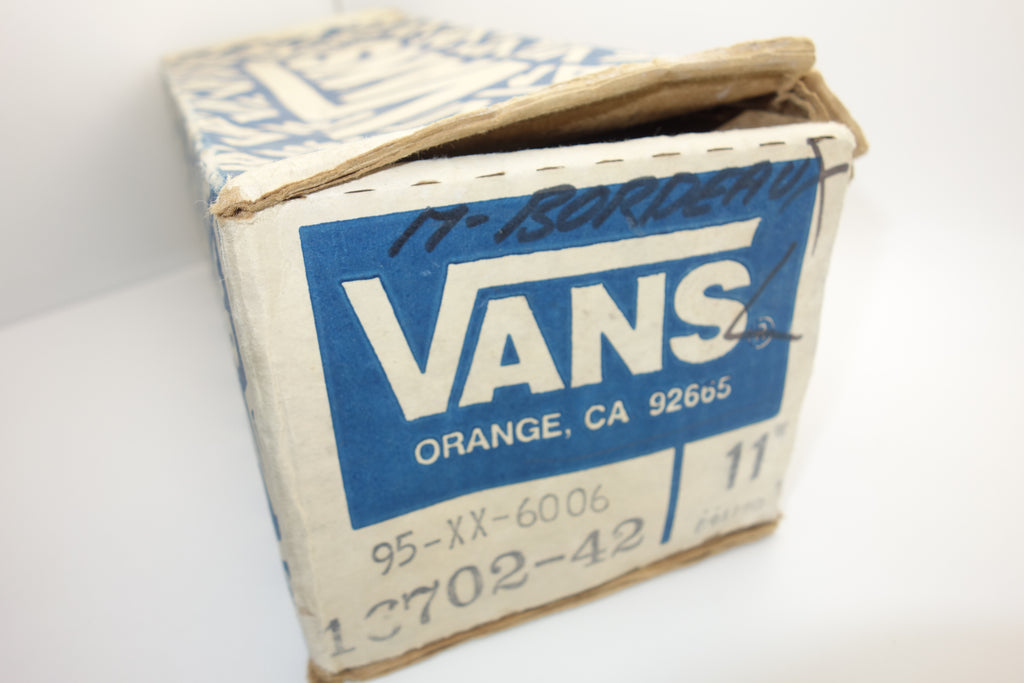 M-BORDEAUX
VANS®
ORANGE, CA 92665
95-XX-6006
11
702-42